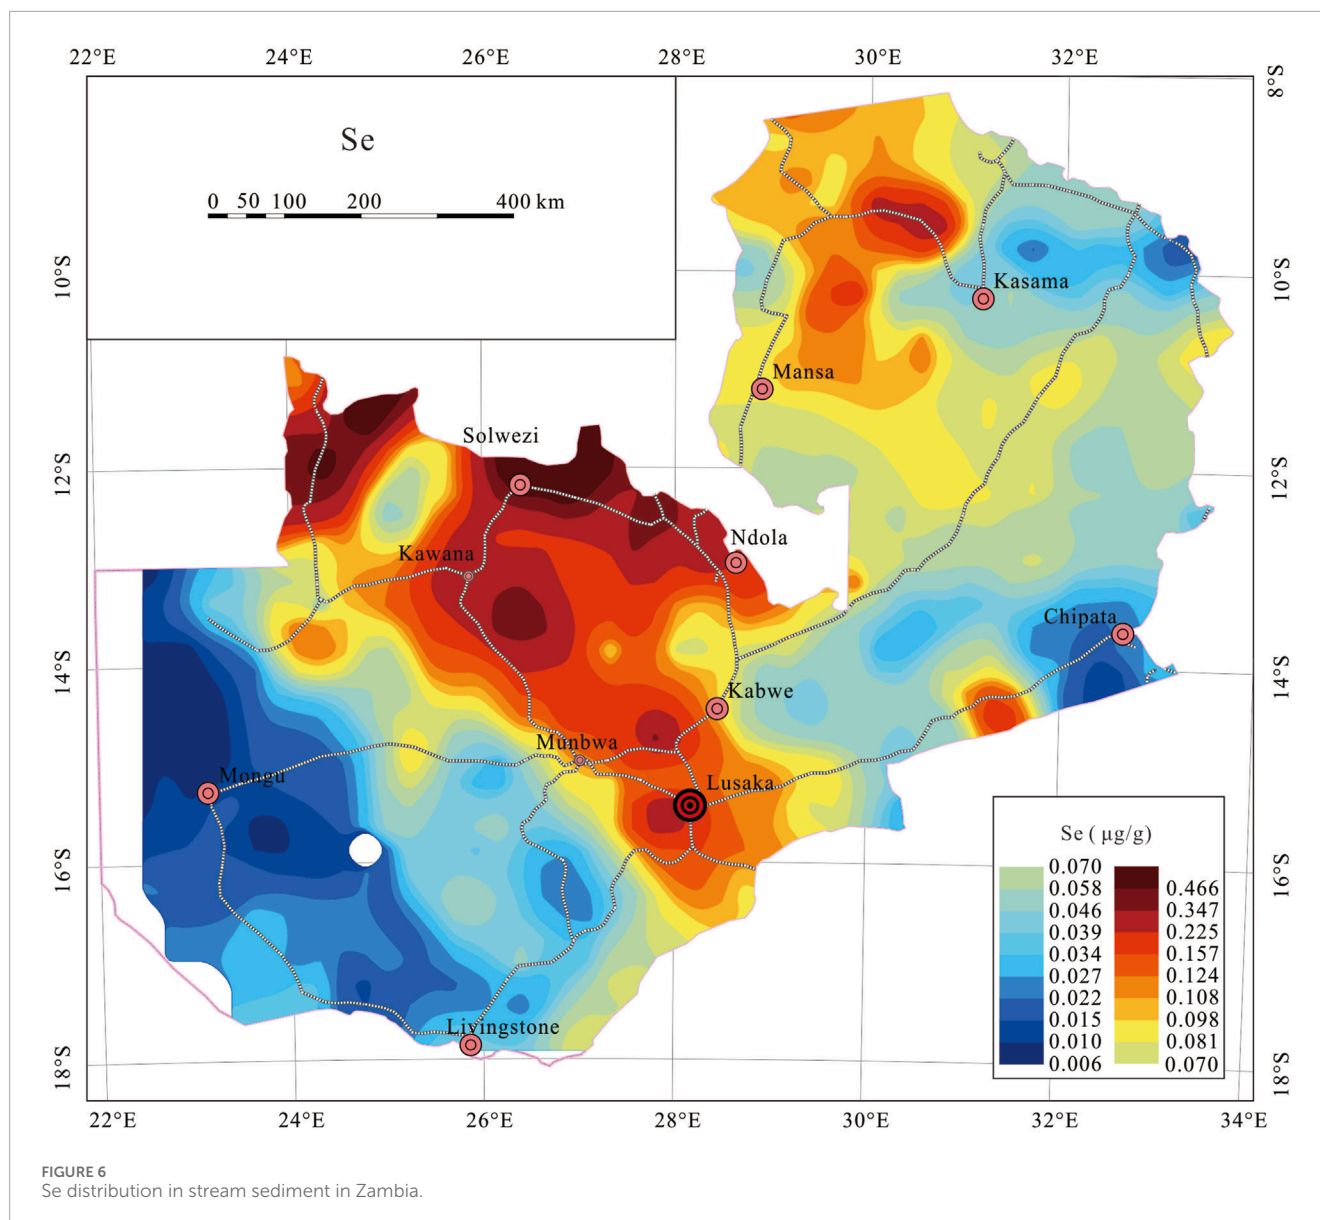 22°E 24°E 26°E 28°E 30°E 32°E
8°S
Se
0 50 100 200 400 km
10°S
10°S
Kasama
Mansa
Solwezi
12°S
12°S
Ndola
Kawana
Chipata
14°S
14°S
Kabwe
Munbwa
Mongu
Lusaka
16°S
16°S
Se ( μg/g)
0.070
0.058 0.466
0.046 0.347
0.039 0.225
0.034 0.157
0.027 0.124
0.022 0.108
0.015 0.098
0.010 0.081
0.006 0.070
Livingstone
18°S
18°S
22°E 24°E 26°E 28°E 30°E 32°E 34°E
FIGURE 6
Se distribution in stream sediment in Zambia.